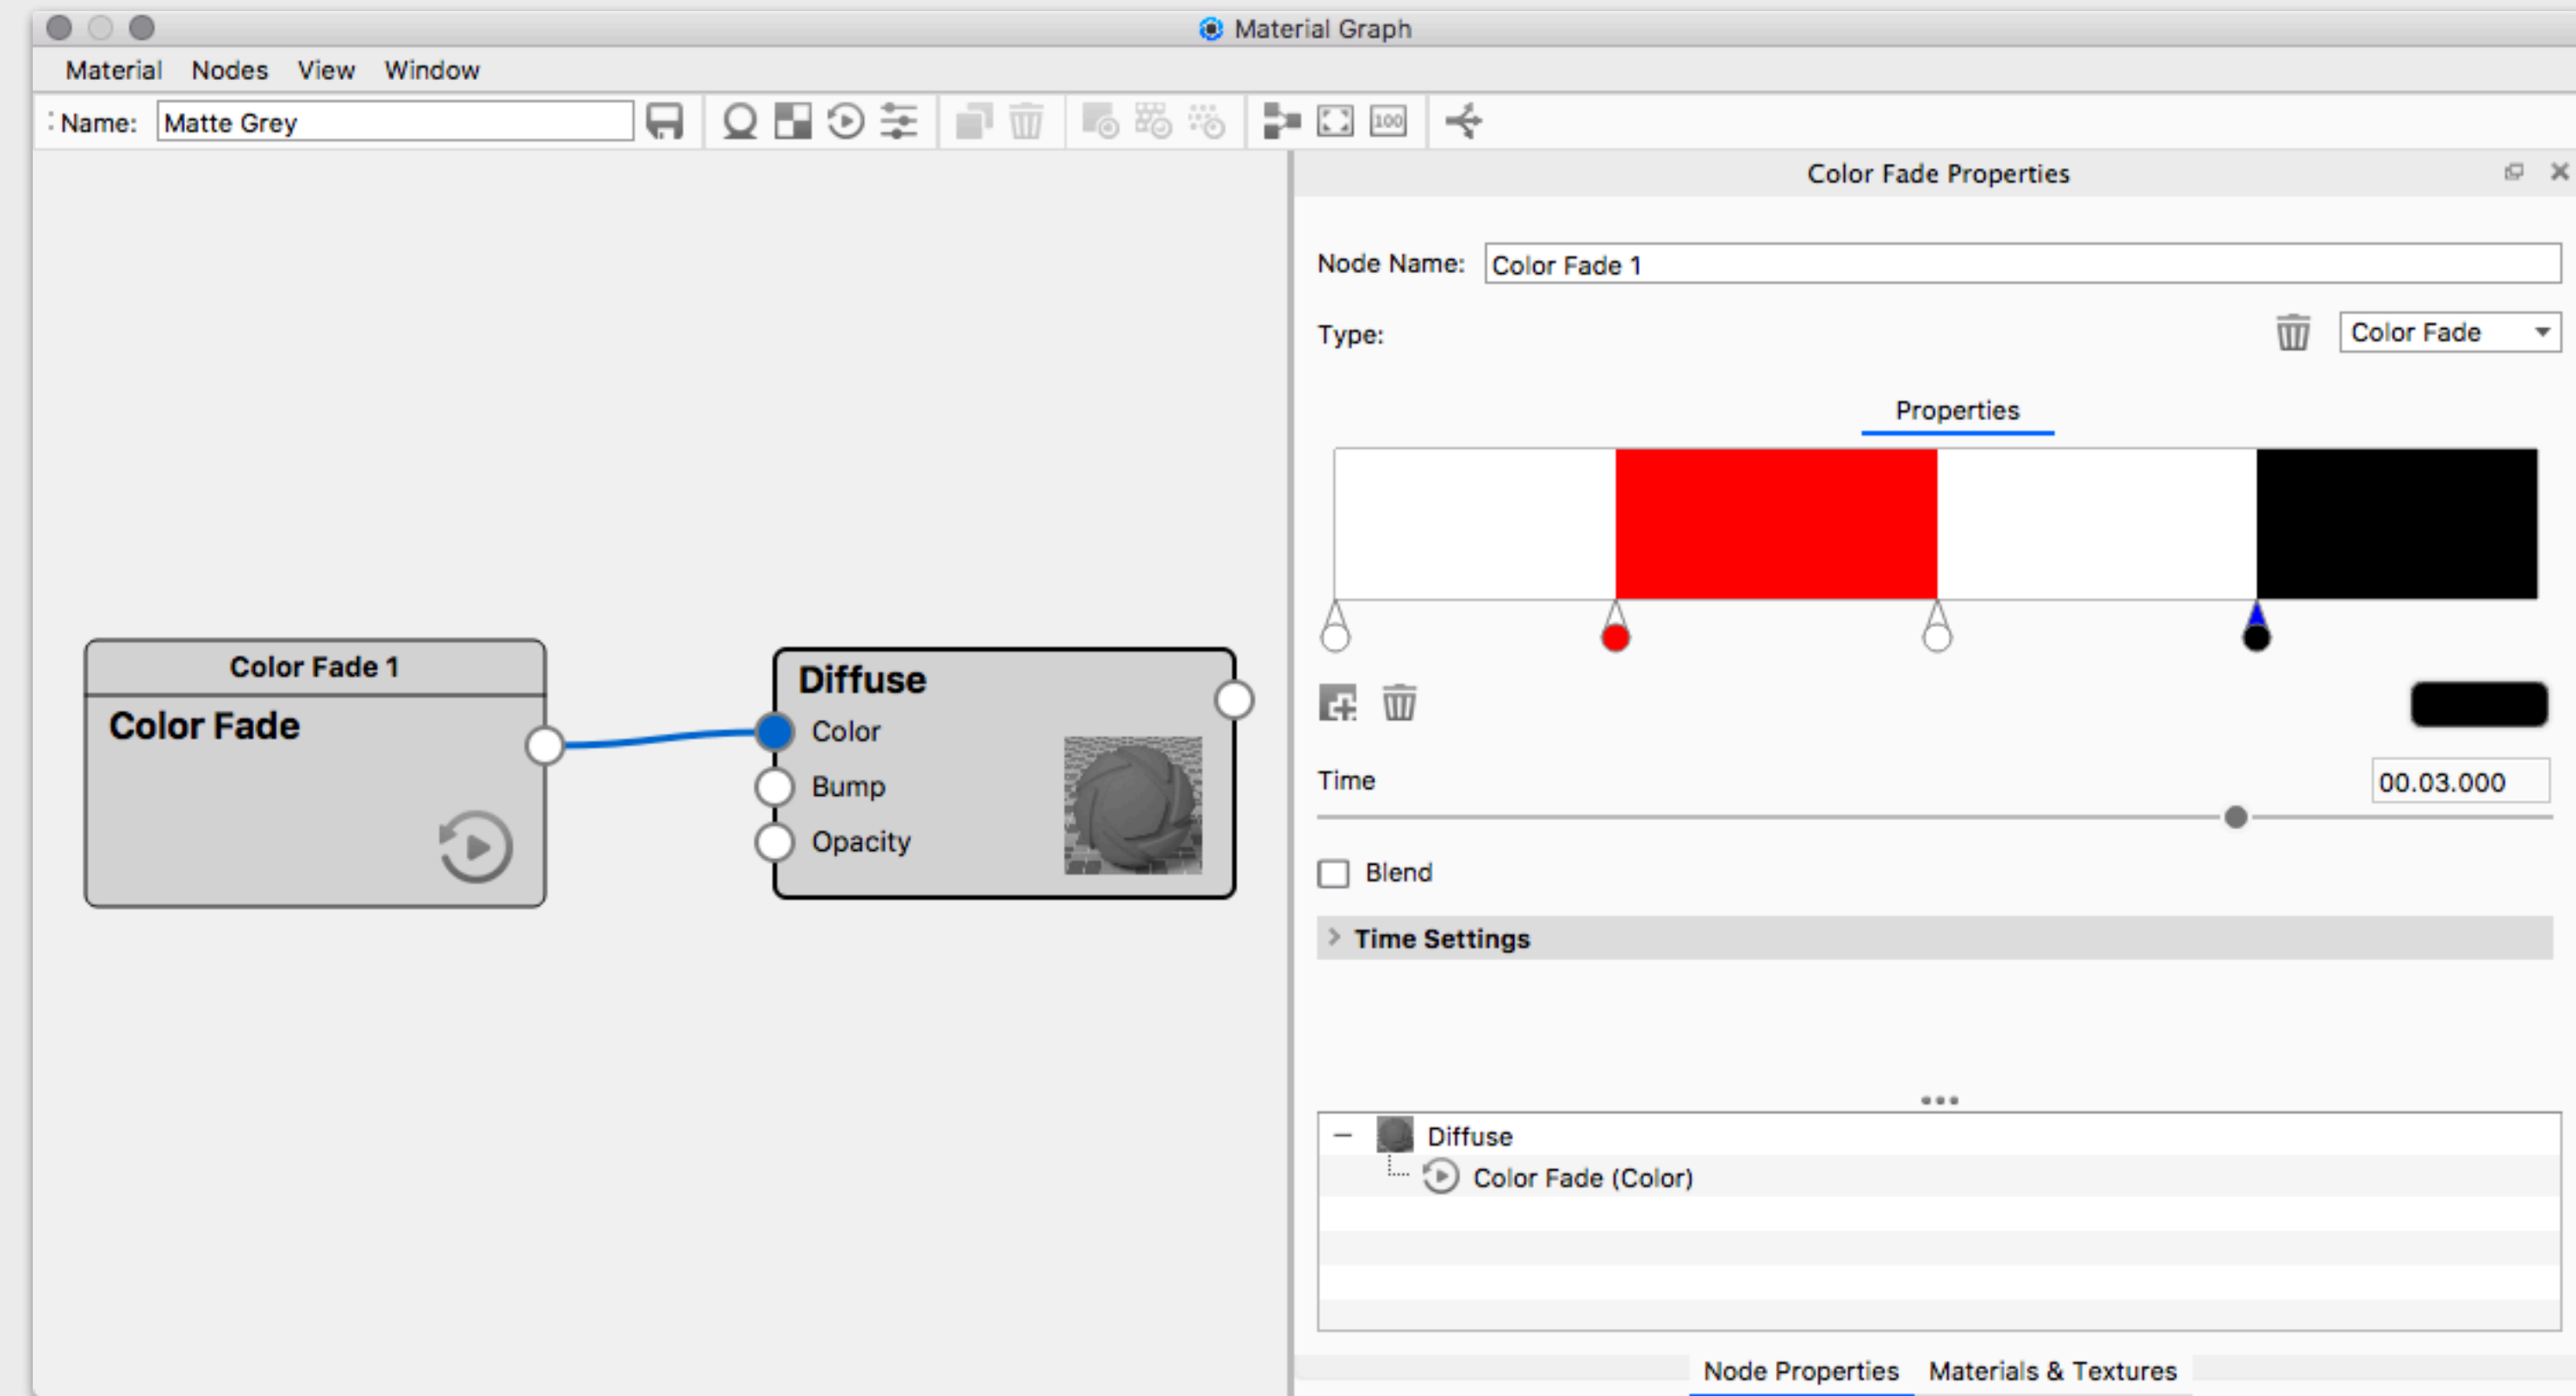 Material Graph
Material Nodes View Window
Name: Matte Grey
100
Color Fade Properties
Node Name: Color Fade 1
Type: Color Fade
Properties
Color Fade 1
Color Fade
Diffuse
Color
Bump
Opacity
Time 00.03.000
Blend
Time Settings
Diffuse
Color Fade (Color)
Node Properties Materials & Textures